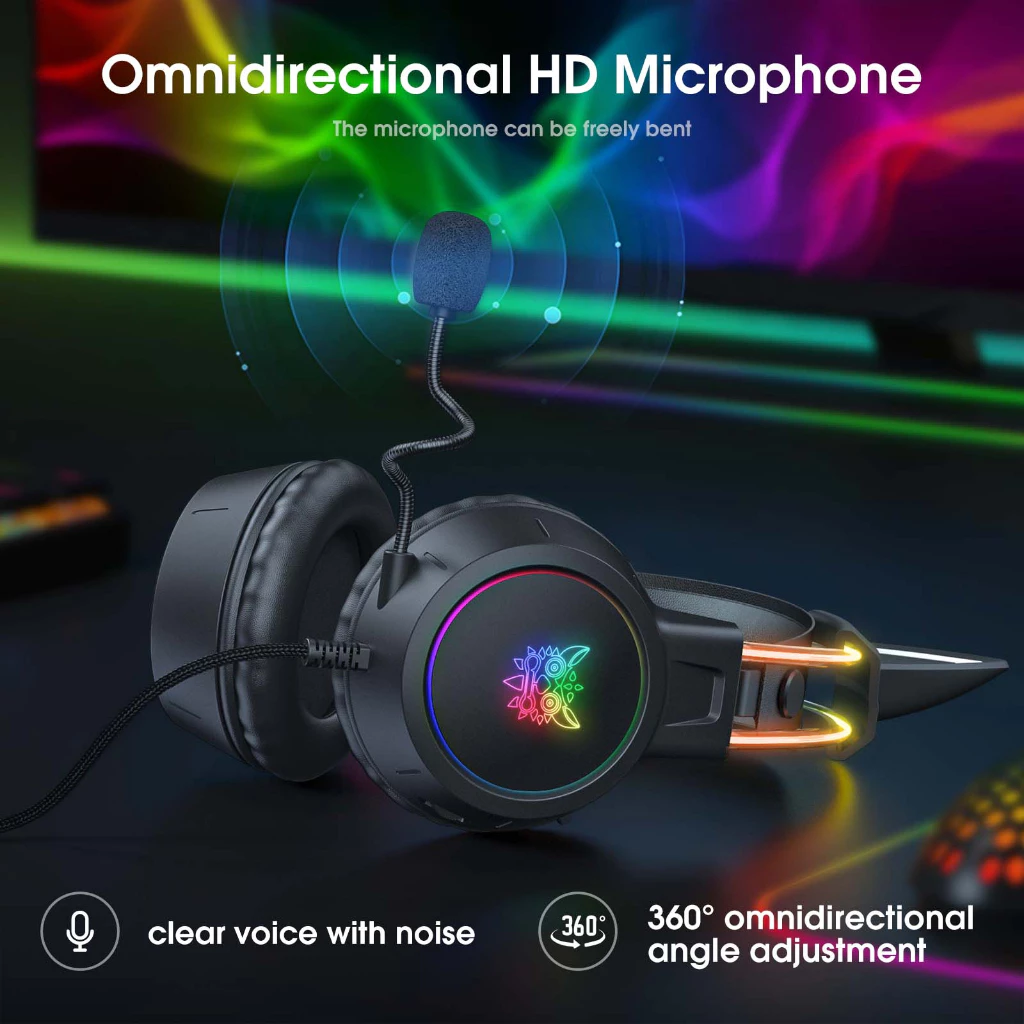 Omnidirectional HD Microphone
The microphone can be freely bent
clear voice with noise
360°
360° omnidirectional
angle adjustment